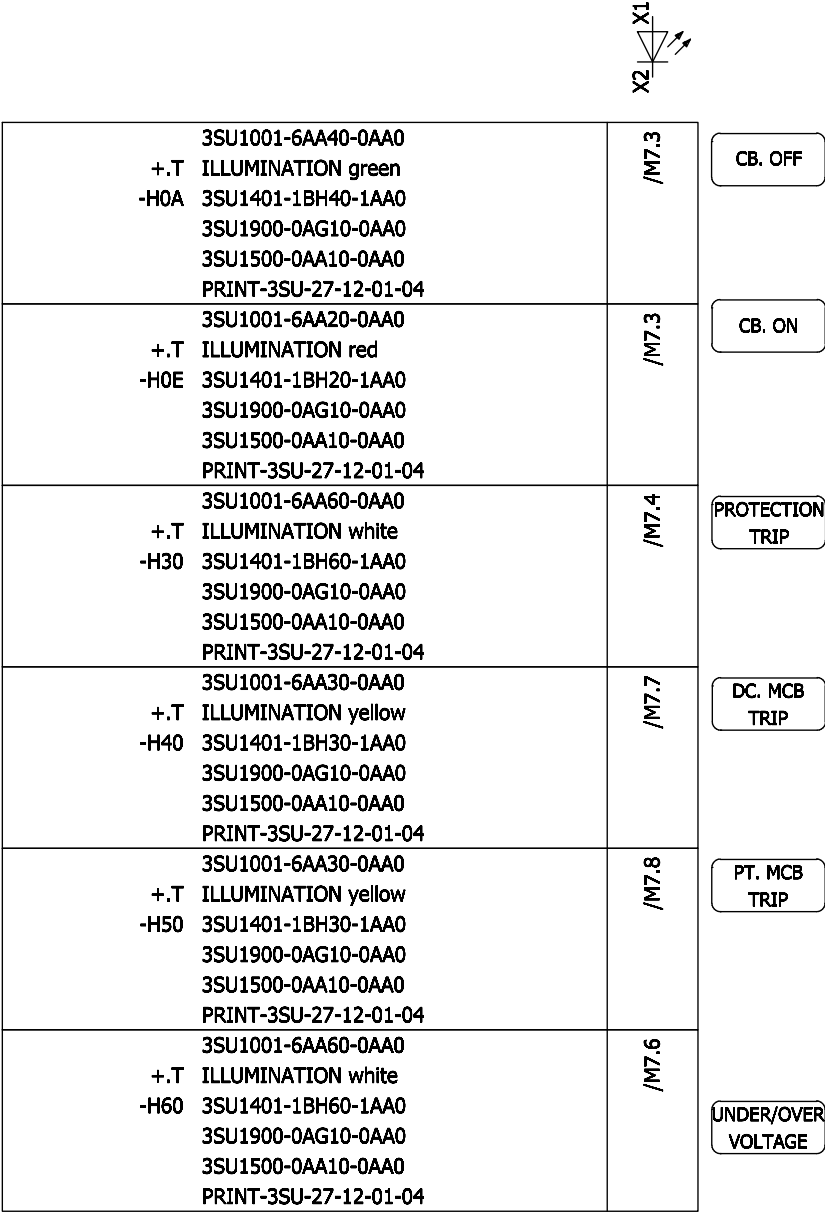 X1
X2
3SU1001-6AA40-0AA0
+.T ILLUMINATION green
-H0A 3SU1401-1BH40-1AA0
3SU1900-0AG10-0AA0
3SU1500-0AA10-0AA0
PRINT-3SU-27-12-01-04
/M7.3
CB. OFF
3SU1001-6AA20-0AA0
+.T ILLUMINATION red
-H0E 3SU1401-1BH20-1AA0
3SU1900-0AG10-0AA0
3SU1500-0AA10-0AA0
PRINT-3SU-27-12-01-04
/M7.3
CB. ON
3SU1001-6AA60-0AA0
+.T ILLUMINATION white
-H30 3SU1401-1BH60-1AA0
3SU1900-0AG10-0AA0
3SU1500-0AA10-0AA0
PRINT-3SU-27-12-01-04
/M7.4
PROTECTION
TRIP
3SU1001-6AA30-0AA0
+.T ILLUMINATION yellow
-H40 3SU1401-1BH30-1AA0
3SU1900-0AG10-0AA0
3SU1500-0AA10-0AA0
PRINT-3SU-27-12-01-04
/M7.7
DC. MCB
TRIP
3SU1001-6AA30-0AA0
+.T ILLUMINATION yellow
-H50 3SU1401-1BH30-1AA0
3SU1900-0AG10-0AA0
3SU1500-0AA10-0AA0
PRINT-3SU-27-12-01-04
/M7.8
PT. MCB
TRIP
3SU1001-6AA60-0AA0
+.T ILLUMINATION white
-H60 3SU1401-1BH60-1AA0
3SU1900-0AG10-0AA0
3SU1500-0AA10-0AA0
PRINT-3SU-27-12-01-04
/M7.6
UNDER/OVER
VOLTAGE